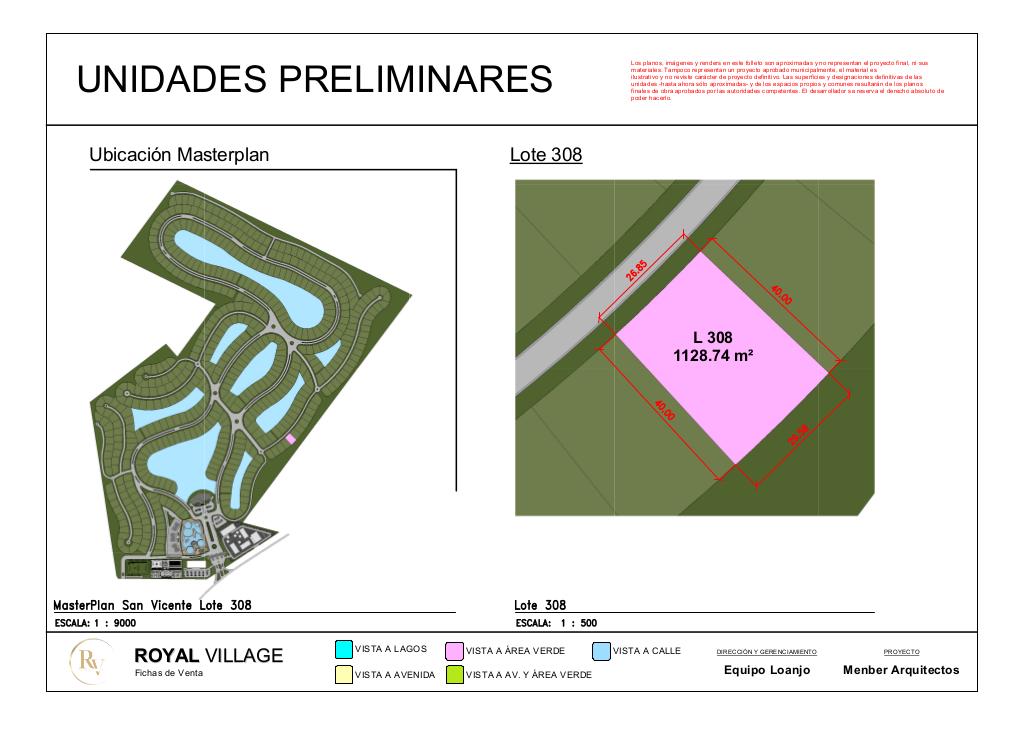 UNIDADES PRELIMINARES
Los planos, imágenes y renders en este folleto son aproximadas y no representan el proyecto final, ni sus
materiales. Tampoco representan un proyecto aprobado municipalmente, el material es
ilustrativo y no reviste carácter de proyecto definitivo. Las superficies y designaciones definitivas de las
unidades -hasta ahora sólo aproximadas- y de los espacios propios y comunes resultarán de los planos
finales de obra aprobados por las autoridades competentes. El desarrollador se reserva el derecho absoluto de
poder hacerlo.
Ubicación Masterplan
Lote 308
26.85
40.00
L 308
1128.74 m²
40.00
MasterPlan San Vicente Lote 308
ESCALA: 1 : 9000
Lote 308
ESCALA: 1 : 500
RV
ROYAL VILLAGE
Fichas de Venta
VISTA A LAGOS
VISTA A ÁREA VERDE
VISTA A CALLE
VISTA A AVENIDA
VISTA A AV. Y ÁREA VERDE
DIRECCIÓN Y GERENCIAMIENTO
Equipo Loanjo
PROYECTO
Menber Arquitectos